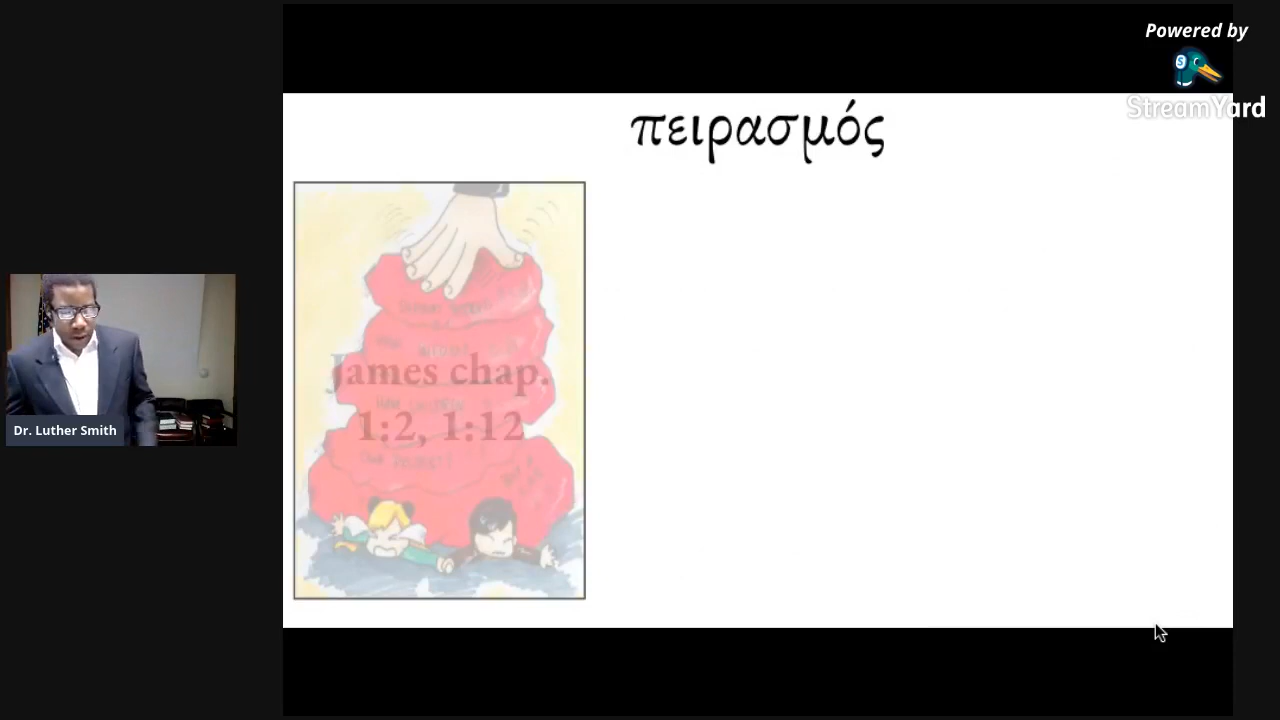 Powered by
StreamYard
πειρασμός
James chap.
1:2, 1:12
Dr. Luther Smith